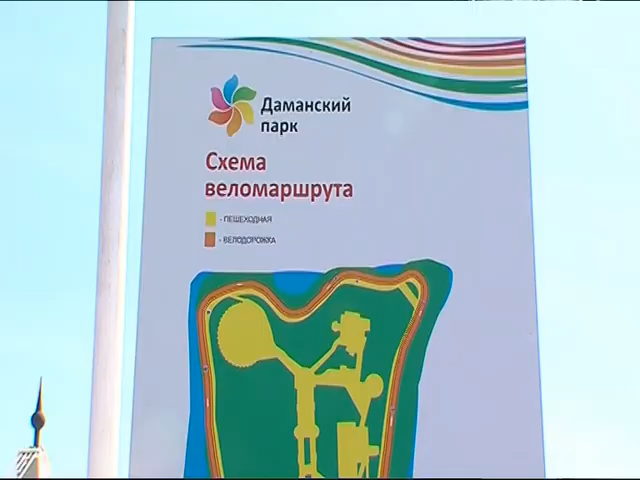 Даманский
парк
Схема
веломаршрута
- ПЕШЕХОДНАЯ
- ВЕЛОДОРОЖКА